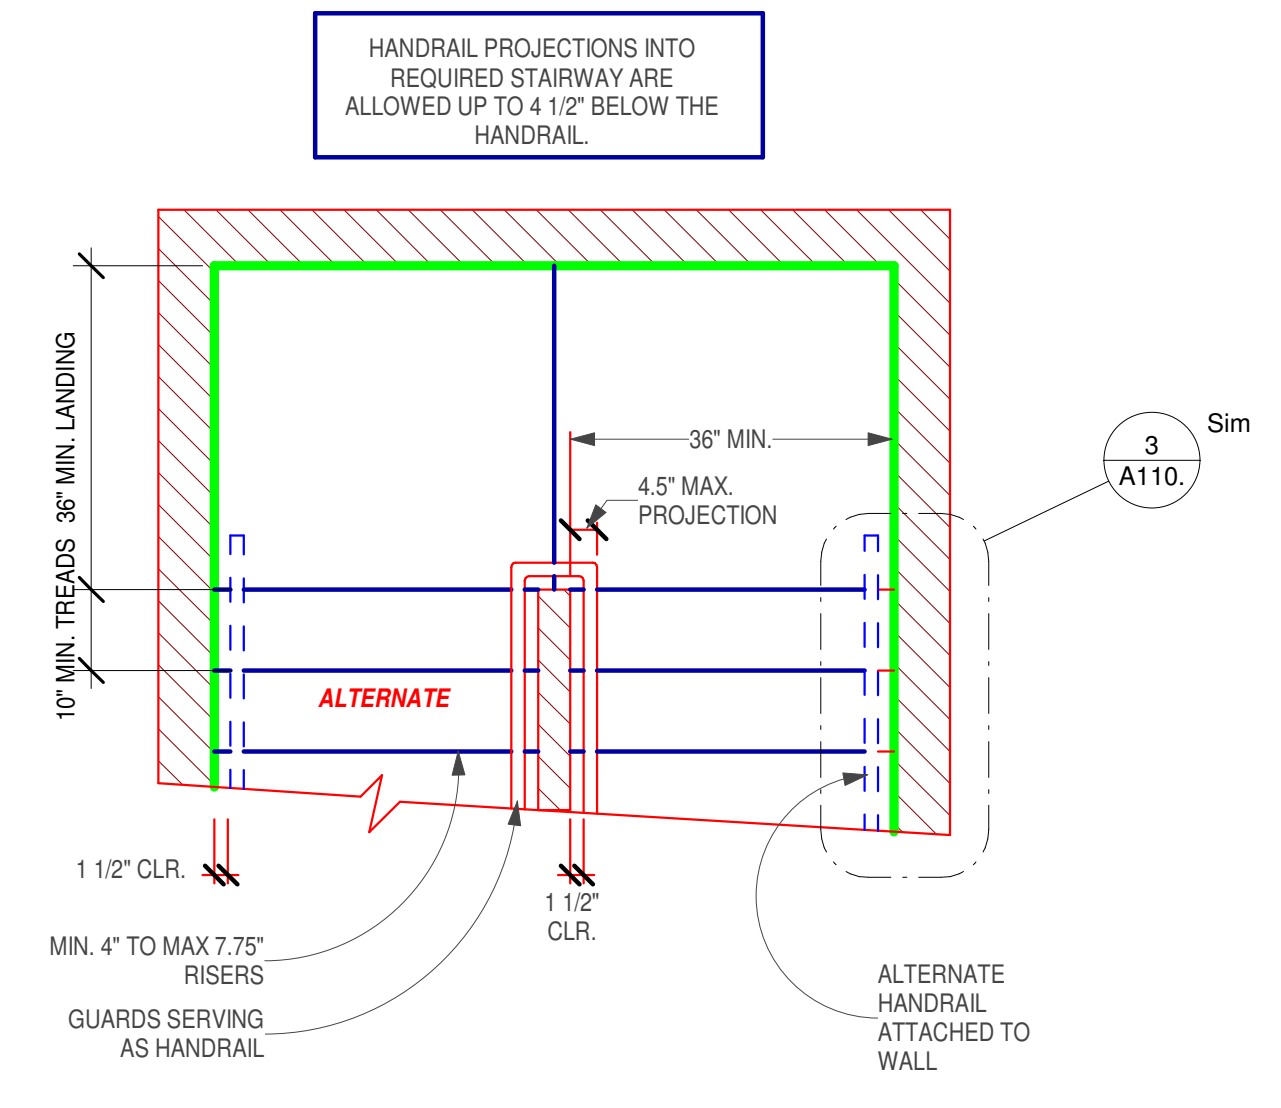 HANDRAIL PROJECTIONS INTO
REQUIRED STAIRWAY ARE
ALLOWED UP TO 4 1/2" BELOW THE
HANDRAIL.
36" MIN. LANDING
10" MIN. TREADS
36" MIN.
4.5" MAX.
PROJECTION
3
A110.
Sim
ALTERNATE
1 1/2" CLR.
1 1/2"
CLR.
MIN. 4" TO MAX 7.75"
RISERS
GUARDS SERVING
AS HANDRAIL
ALTERNATE
HANDRAIL
ATTACHED TO
WALL